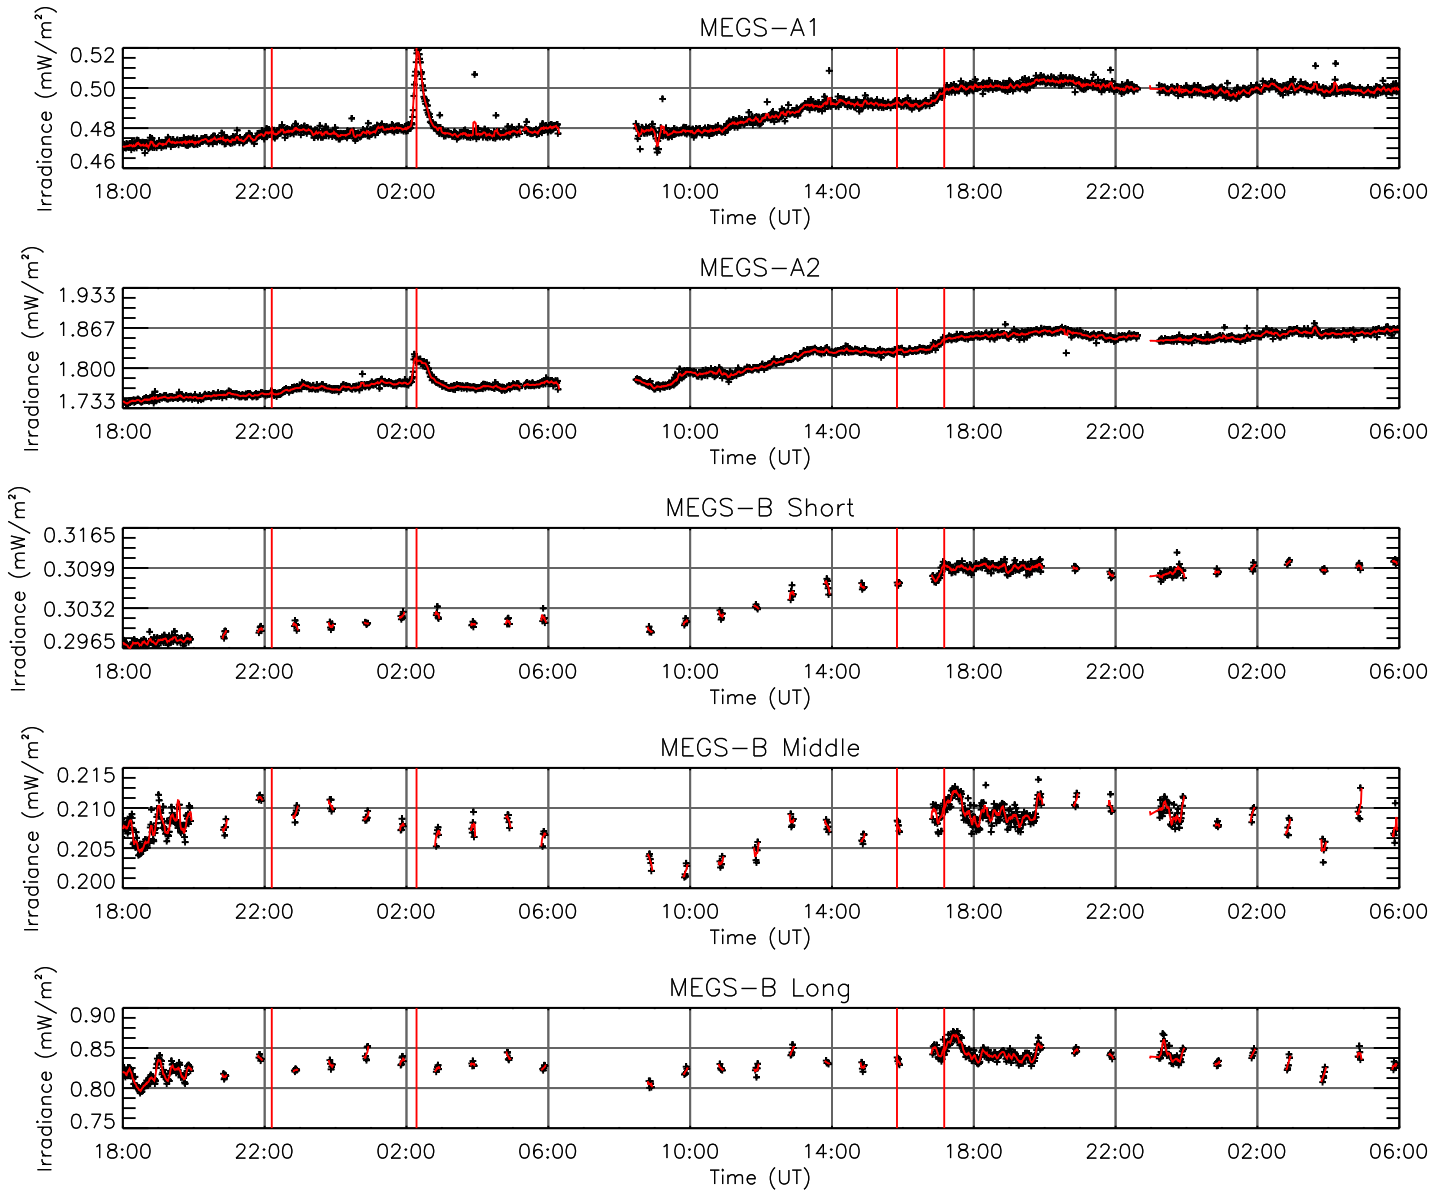 MEGS-A1
Irradiance (mW/m²)
0.52
0.50
0.48
0.46
18:00 22:00 02:00 06:00 10:00 14:00 18:00 22:00 02:00 06:00
Time (UT)
MEGS-A2
Irradiance (mW/m²)
1.933
1.867
1.800
1.733
18:00 22:00 02:00 06:00 10:00 14:00 18:00 22:00 02:00 06:00
Time (UT)
MEGS-B Short
Irradiance (mW/m²)
0.3165
0.3099
0.3032
0.2965
18:00 22:00 02:00 06:00 10:00 14:00 18:00 22:00 02:00 06:00
Time (UT)
MEGS-B Middle
Irradiance (mW/m²)
0.215
0.210
0.205
0.200
18:00 22:00 02:00 06:00 10:00 14:00 18:00 22:00 02:00 06:00
Time (UT)
MEGS-B Long
Irradiance (mW/m²)
0.90
0.85
0.80
0.75
18:00 22:00 02:00 06:00 10:00 14:00 18:00 22:00 02:00 06:00
Time (UT)